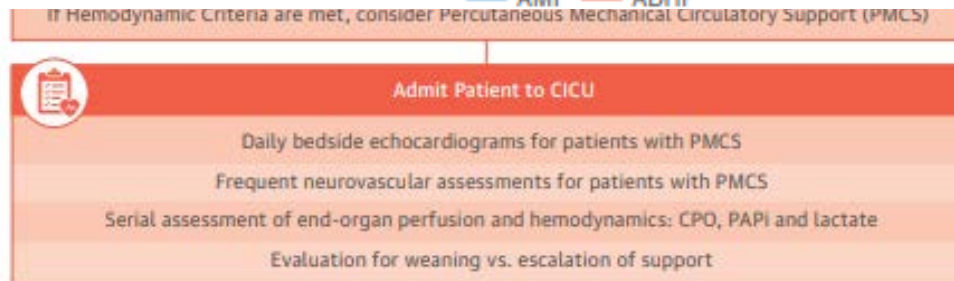 AMI ADHF
If Hemodynamic Criteria are met, consider Percutaneous Mechanical Circulatory Support (PMCS)
Admit Patient to CICU
Daily bedside echocardiograms for patients with PMCS
Frequent neurovascular assessments for patients with PMCS
Serial assessment of end-organ perfusion and hemodynamics: CPO, PAPi and lactate
Evaluation for weaning vs. escalation of support